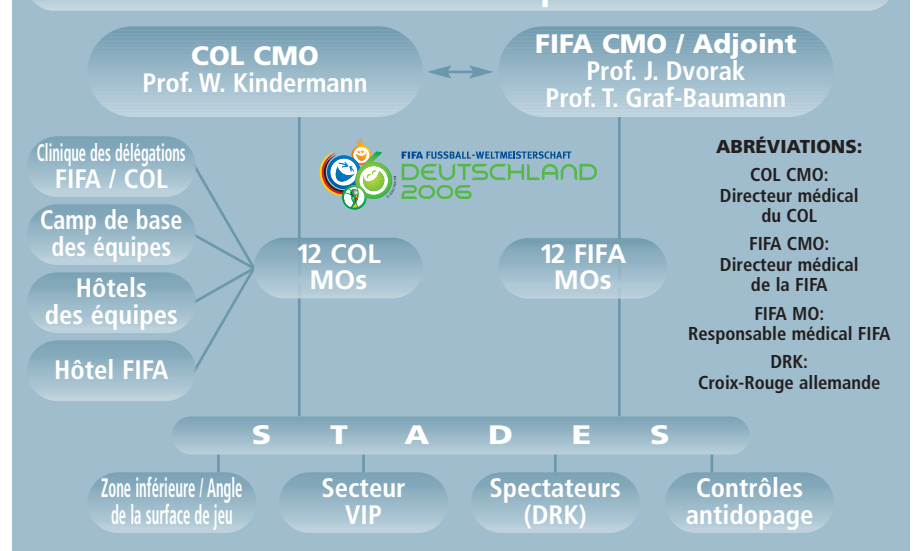 COL CMO
Prof. W. Kindermann
FIFA CMO / Adjoint
Prof. J. Dvorak
Prof. T. Graf-Baumann
Clinique des délégations
FIFA / COL
Camp de base
des équipes
Hôtels
des équipes
Hôtel FIFA
FIFA FUSSBALL-WELTMEISTERSCHAFT
DEUTSCHLAND
2006
12 COL
MOs
12 FIFA
MOs
ABRÉVIATIONS:
COL CMO:
Directeur médical
du COL
FIFA CMO:
Directeur médical
de la FIFA
FIFA MO:
Responsable médical FIFA
DRK:
Croix-Rouge allemande
S T A D E S
Zone inférieure / Angle
de la surface de jeu
Secteur
VIP
Spectateurs
(DRK)
Contrôles
antidopage